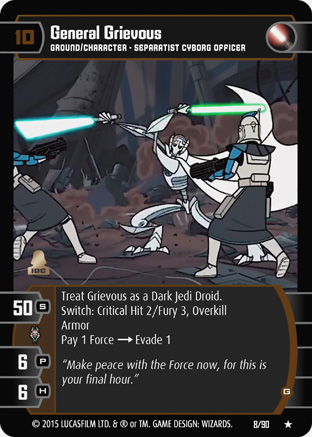 10
General Grievous
GROUND/CHARACTER - SEPARATIST CYBORG OFFICER
IDC
50 S
6 P
6 H
Treat Grievous as a Dark Jedi Droid.
Switch: Critical Hit 2/Fury 3, Overkill
Armor
Pay 1 Force → Evade 1
"Make peace with the Force now, for this is
your final hour."
G
© 2015 LUCASFILM LTD. & ® or TM. GAME DESIGN: WIZARDS. 8/90 ★